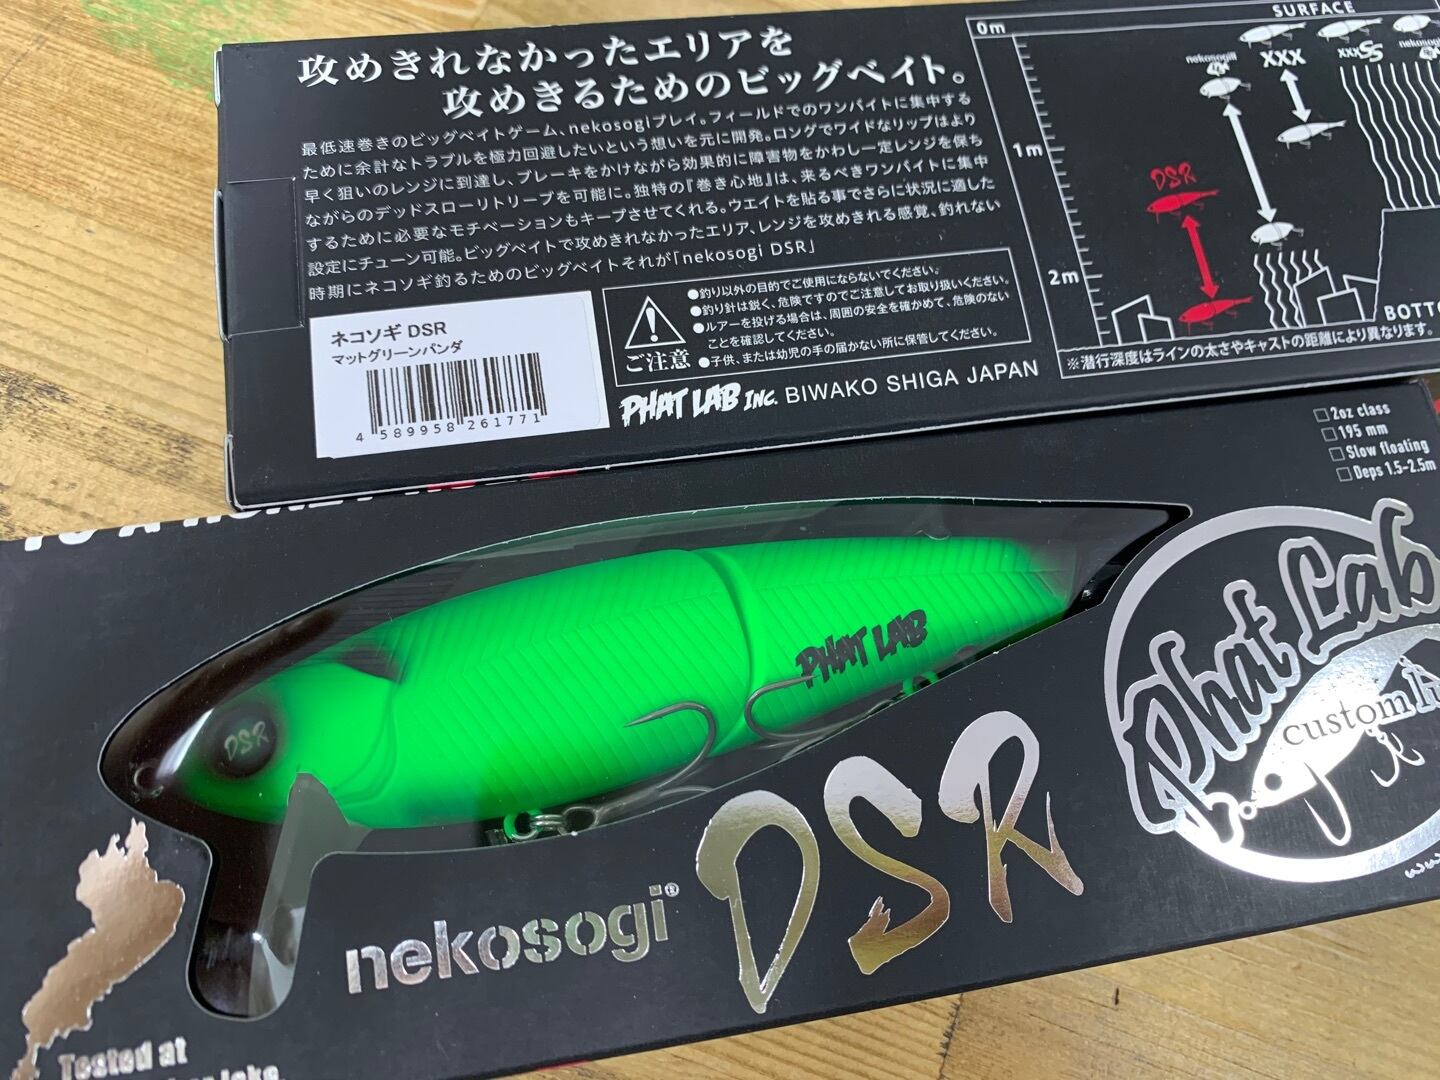 攻めきれなかったエリアを
攻めきるためのビッグベイト。
最低速巻きのビッグベイトゲーム、nekosogiプレイ。フィールドでのワンバイトに集中する
ために余計なトラブルを極力回避したいという想いを元に開発。ロングでワイドなリップはより
早く狙いのレンジに到達し、ブレーキをかけながら効果的に障害物をかわし一定レンジを保ち
ながらのデッドスローリトリーブを可能に。独特の『巻き心地』は、来るべきワンバイトに集中
するために必要なモチベーションもキープさせてくれる。ウエイトを貼る事でさらに状況に適した
設定にチューン可能。ビッグベイトで攻めきれなかったエリア、レンジを攻めきれる感覚、釣れない
時期にネコソギ釣るためのビッグベイトそれが「nekosogi DSR」
ネコソギ DSR
マットグリーンパンダ
4 589958 261771
ご注意
●釣り以外の目的でご使用にならないでください。
●釣り針は鋭く、危険ですのでご注意してお取り扱いください。
●ルアーを投げる場合は、周囲の安全を確かめて、危険のない
ことを確認してください。
●子供、または幼児の手の届かない所に保管してください。
PHAT LAB INC. BIWAKO SHIGA JAPAN
SURFACE
0m
1m
2m
DSR
nekosogi
XXX
XXXSS
nekosogi
BOTTO
※潜行深度はラインの太さやキャストの距離により異なります。
2oz class
195 mm
Slow floating
Deps 1.5-2.5m
DSR
PHAT LAB
nekosogi®
DSR
Phat Lab
custom
Tested at
lake.